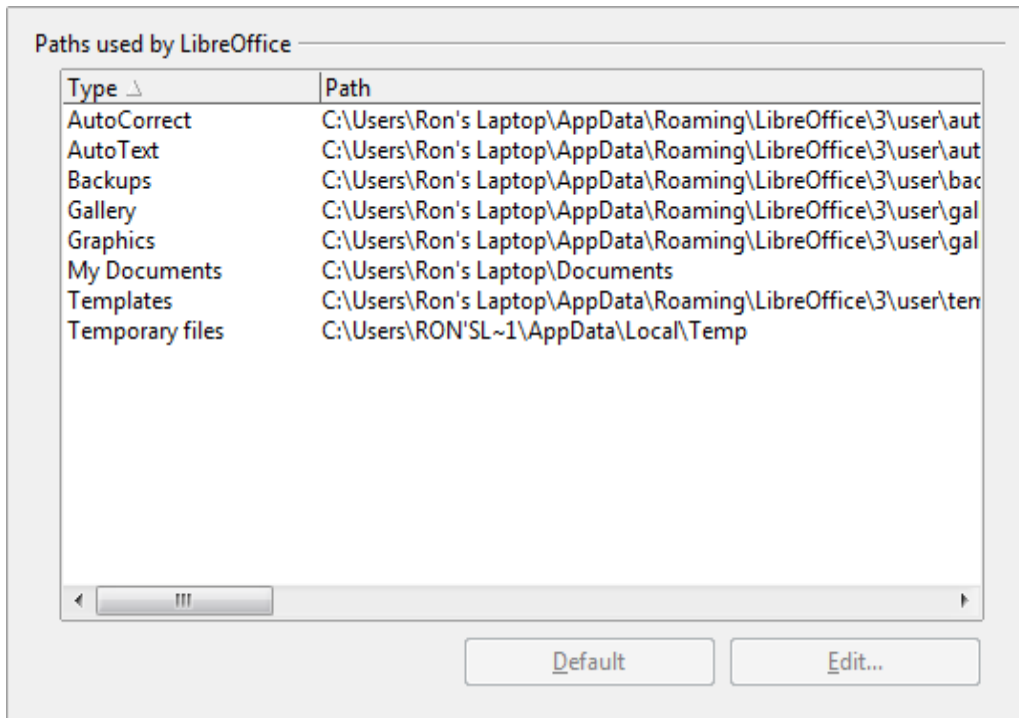 Paths used by LibreOffice
Type Path
AutoCorrect C:\Users\Ron's Laptop\AppData\Roaming\LibreOffice\3\user\aut
AutoText C:\Users\Ron's Laptop\AppData\Roaming\LibreOffice\3\user\aut
Backups C:\Users\Ron's Laptop\AppData\Roaming\LibreOffice\3\user\bac
Gallery C:\Users\Ron's Laptop\AppData\Roaming\LibreOffice\3\user\gal
Graphics C:\Users\Ron's Laptop\AppData\Roaming\LibreOffice\3\user\gal
My Documents C:\Users\Ron's Laptop\Documents
Templates C:\Users\Ron's Laptop\AppData\Roaming\LibreOffice\3\user\tem
Temporary files C:\Users\RON'SL~1\AppData\Local\Temp
Default Edit...